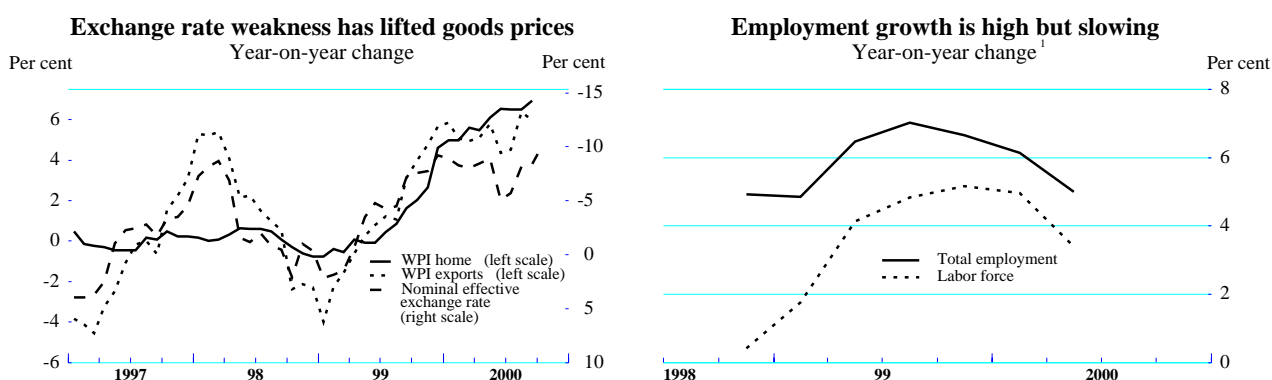 Exchange rate weakness has lifted goods prices
Year-on-year change
Per cent
Per cent
6
4
2
0
-2
-4
-6
-15
-10
-5
0
5
10
WPI home (left scale)
WPI exports (left scale)
Nominal effective
exchange rate
(right scale)
1997 98 99 2000
Employment growth is high but slowing
Year-on-year change 1
Per cent
8
6
4
2
0
Total employment
Labor force
1998 99 2000